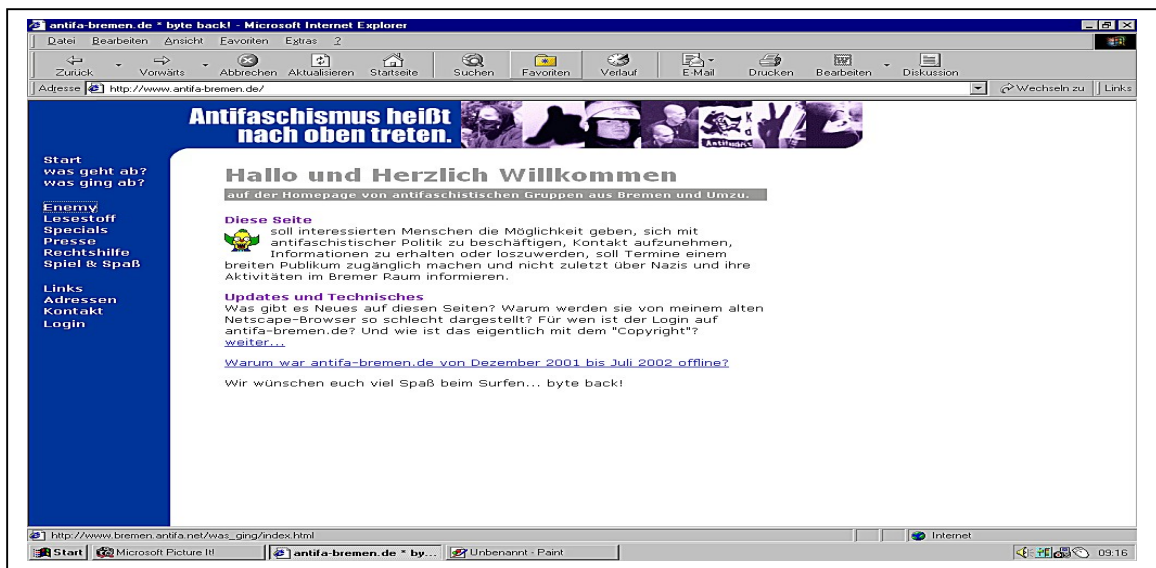 antifa-bremen.de * byte back! - Microsoft Internet Explorer
Datei Bearbeiten Ansicht Favoriten Extras ?
Zurück Vorwärts Abbrechen Aktualisieren Startseite Suchen Favoriten Verlauf E-Mail Drucken Bearbeiten Diskussion
Adresse http://www.antifa-bremen.de/ Wechseln zu Links
Antifaschismus heißt
nach oben treten.
Start
was geht ab?
was ging ab?
Enemy
Lesestoff
Specials
Presse
Rechtshilfe
Spiel & Spaß
Links
Adressen
Kontakt
Login
Hallo und Herzlich Willkommen
auf der Homepage von antifaschistischen Gruppen aus Bremen und Umzu.
Diese Seite
soll interessierten Menschen die Möglichkeit geben, sich mit
antifaschistischer Politik zu beschäftigen, Kontakt aufzunehmen,
Informationen zu erhalten oder loszuwerden, soll Termine einem
breiten Publikum zugänglich machen und nicht zuletzt über Nazis und ihre
Aktivitäten im Bremer Raum informieren.
Updates und Technisches
Was gibt es Neues auf diesen Seiten? Warum werden sie von meinem alten
Netscape-Browser so schlecht dargestellt? Für wen ist der Login auf
antifa-bremen.de? Und wie ist das eigentlich mit dem "Copyright"?
weiter...
Warum war antifa-bremen.de von Dezember 2001 bis Juli 2002 offline?
Wir wünschen euch viel Spaß beim Surfen... byte back!
http://www.bremen.antifa.net/was_ging/index.html Internet
Start Microsoft Picture It! antifa-bremen.de * by... Unbenannt - Paint 09:16